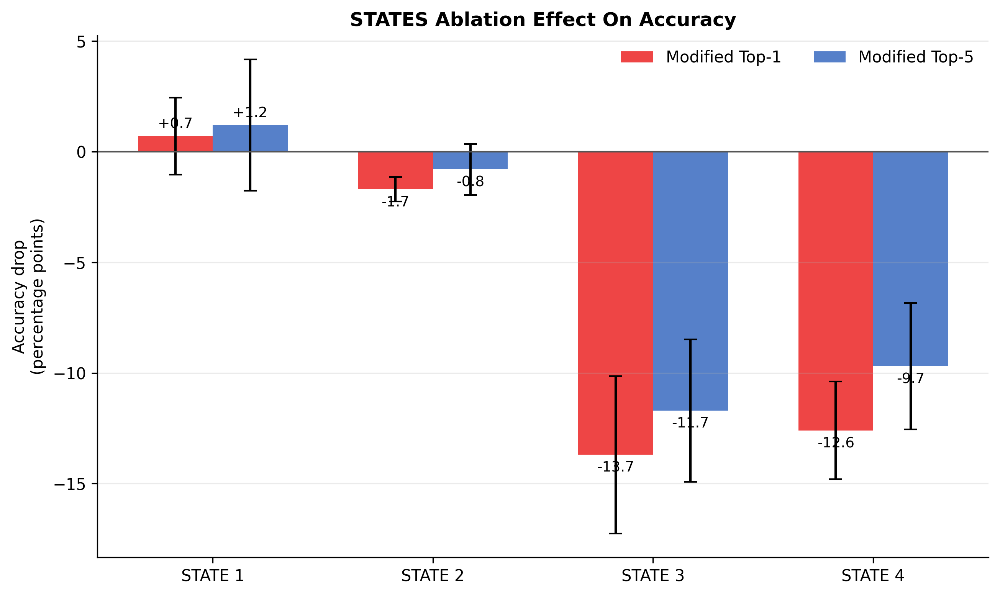 STATES Ablation Effect On Accuracy
Modified Top-1
Modified Top-5
Accuracy drop
(percentage points)
5
0
−5
−10
−15
+0.7
+1.2
-1.7
-0.8
-13.7
-11.7
-12.6
-9.7
STATE 1
STATE 2
STATE 3
STATE 4